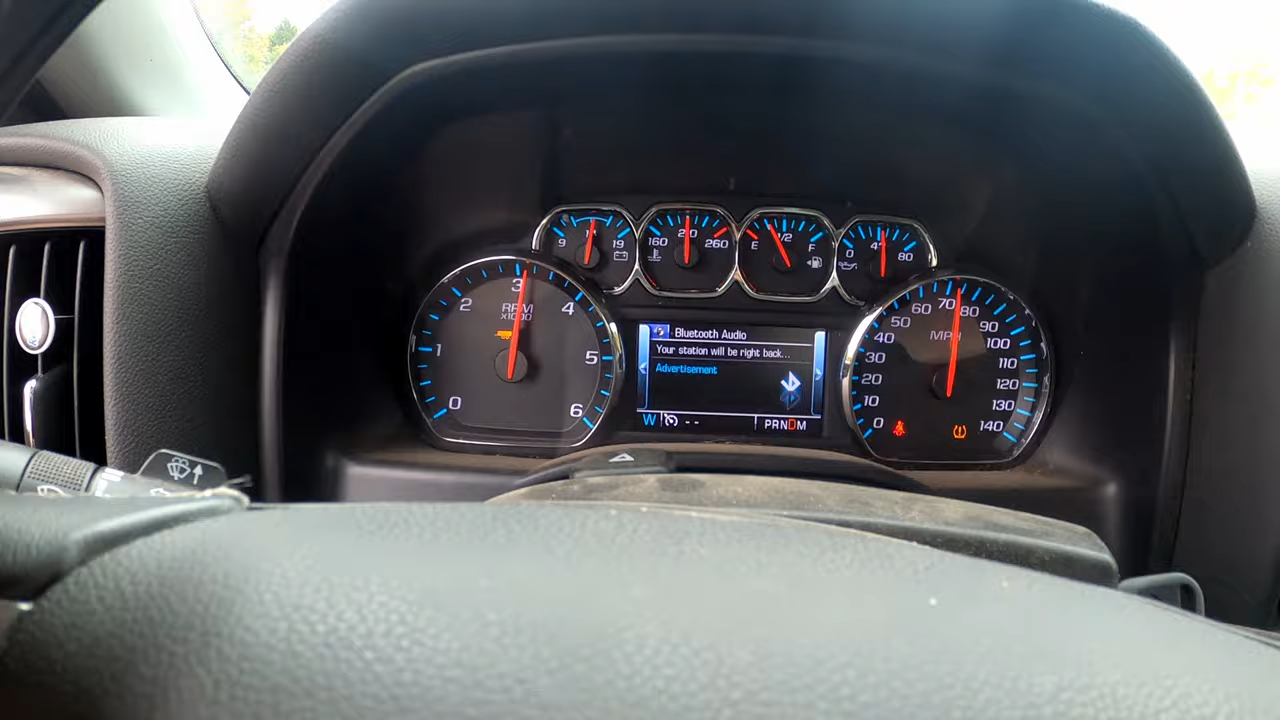 9 19
160 210 260
E 1/2 F
0 80
0 1 2 3 4 5 6
RPM
x1000
Bluetooth Audio
Your station will be right back...
Advertisement
W -- PRNDM
0 10 20 30 40 50 60 70 80 90 100 110 120 130 140
MPH